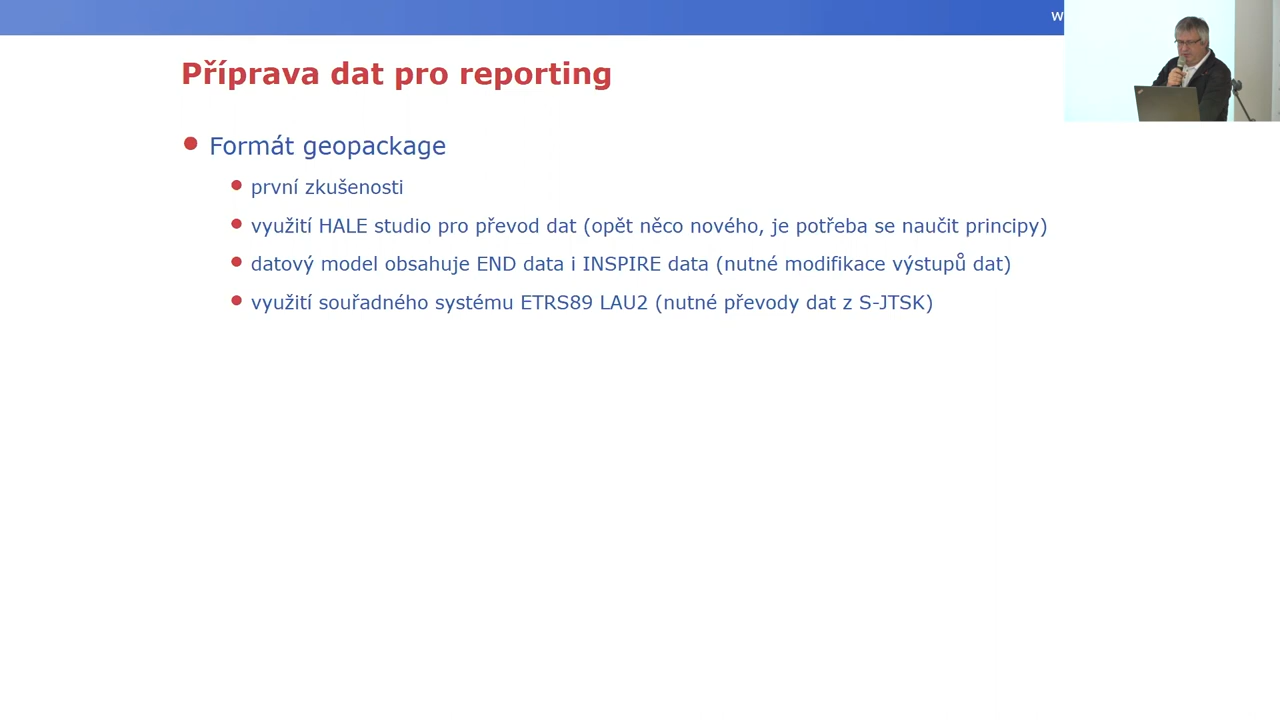 w
Příprava dat pro reporting
Formát geopackage
první zkušenosti
využití HALE studio pro převod dat (opět něco nového, je potřeba se naučit principy)
datový model obsahuje END data i INSPIRE data (nutné modifikace výstupů dat)
využití souřadného systému ETRS89 LAU2 (nutné převody dat z S-JTSK)